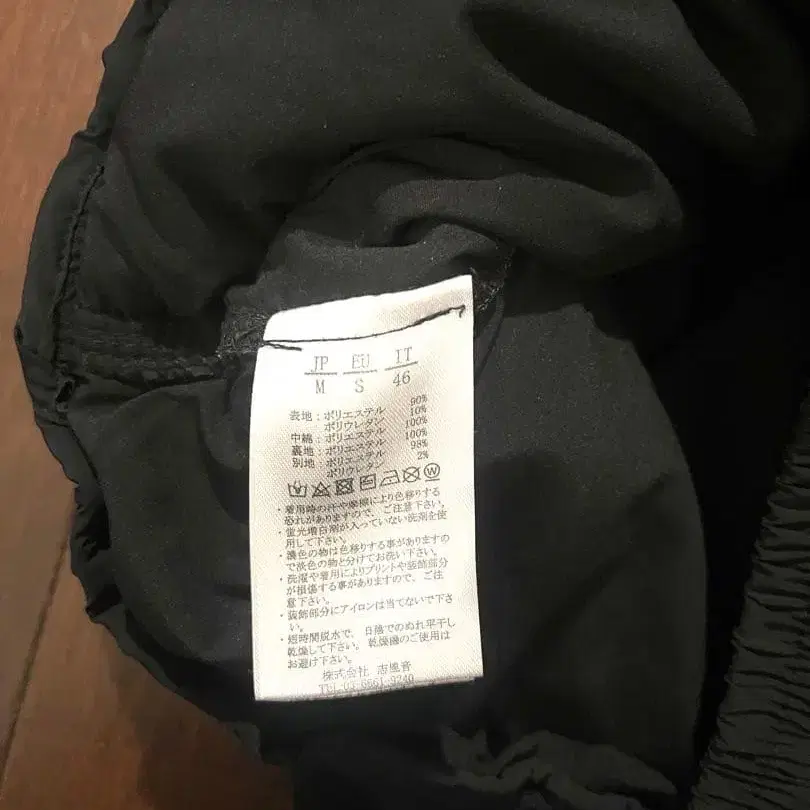 JP EU IT
M S 46
90%
表地：ポリエステル 10%
ポリウレタン 100%
中綿：ポリエステル 100%
裏地：ポリエステル 98%
別地：ポリエステル 2%
ポリウレタン
・着用時の汗や摩擦により色移りする
恐れがありますので、ご注意下さい。
・蛍光増白剤が入っていない洗剤を使
用して下さい。
・濃色の物は色移りする事がありますの
で淡色の物と分けてお洗い下さい。
・洗濯や着用によりプリントや装飾部分
が損傷する事がありますので、ご注
意下さい。
・装飾部分にアイロンは当てないで下さ
い。
・短時間脱水で、日陰でのぬれ平干し
乾燥して下さい。乾燥機のご使用は
お避け下さい。
株式会社 志風音
TEL 03-6661-9240